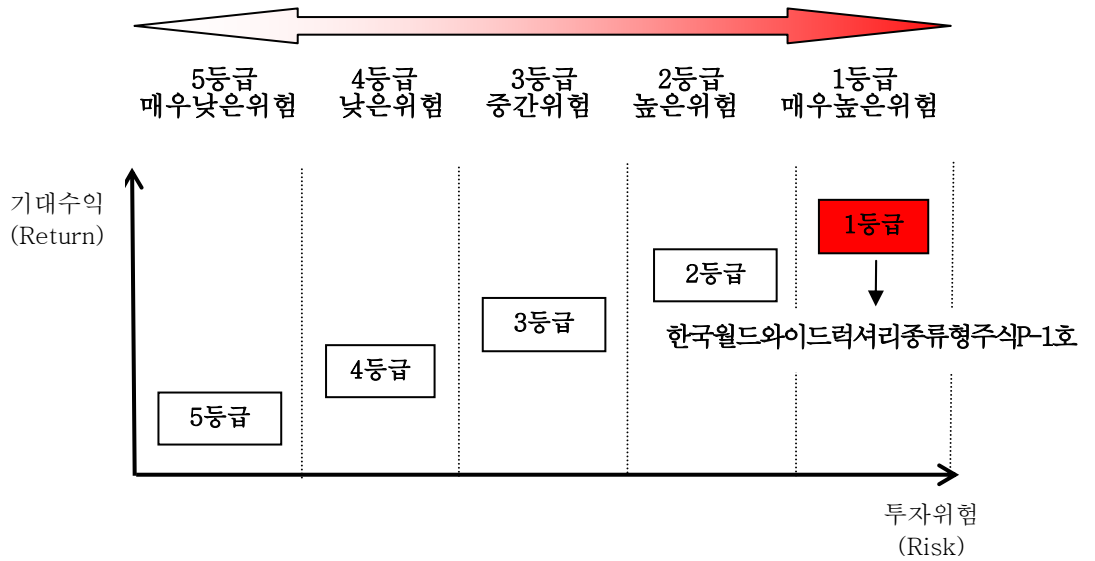 5등급 4등급 3등급 2등급 1등급
매우낮은위험 낮은위험 중간위험 높은위험 매우높은위험
기대수익
(Return)
1등급
2등급
3등급
한국월드와이드럭셔리종류형주식P-1호
4등급
5등급
투자위험
(Risk)